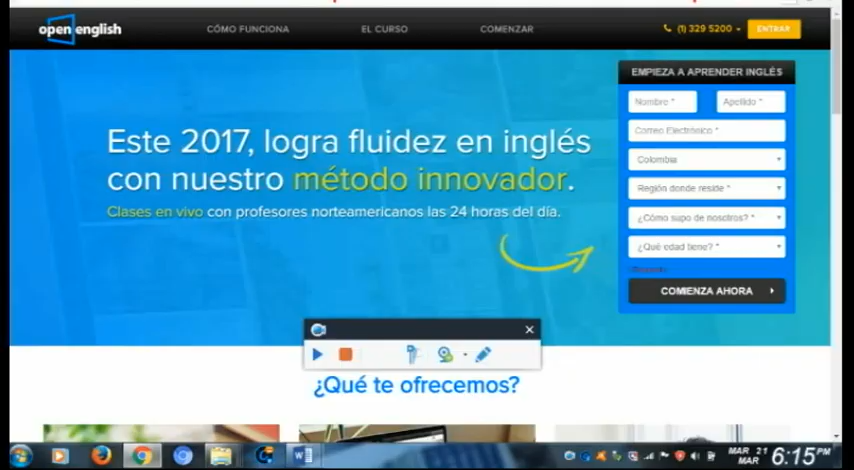 open english
CÓMO FUNCIONA
EL CURSO
COMENZAR
(1) 329 5200
ENTRAR
EMPIEZA A APRENDER INGLÉS
Nombre *
Apellido *
Correo Electrónico *
Colombia
Región donde reside *
¿Cómo supo de nosotros? *
¿Qué edad tiene? *
COMIENZA AHORA
Este 2017, logra fluidez en inglés
con nuestro método innovador.
Clases en vivo con profesores norteamericanos las 24 horas del día.
¿Qué te ofrecemos?
MAR 21
MAR
6:15PM